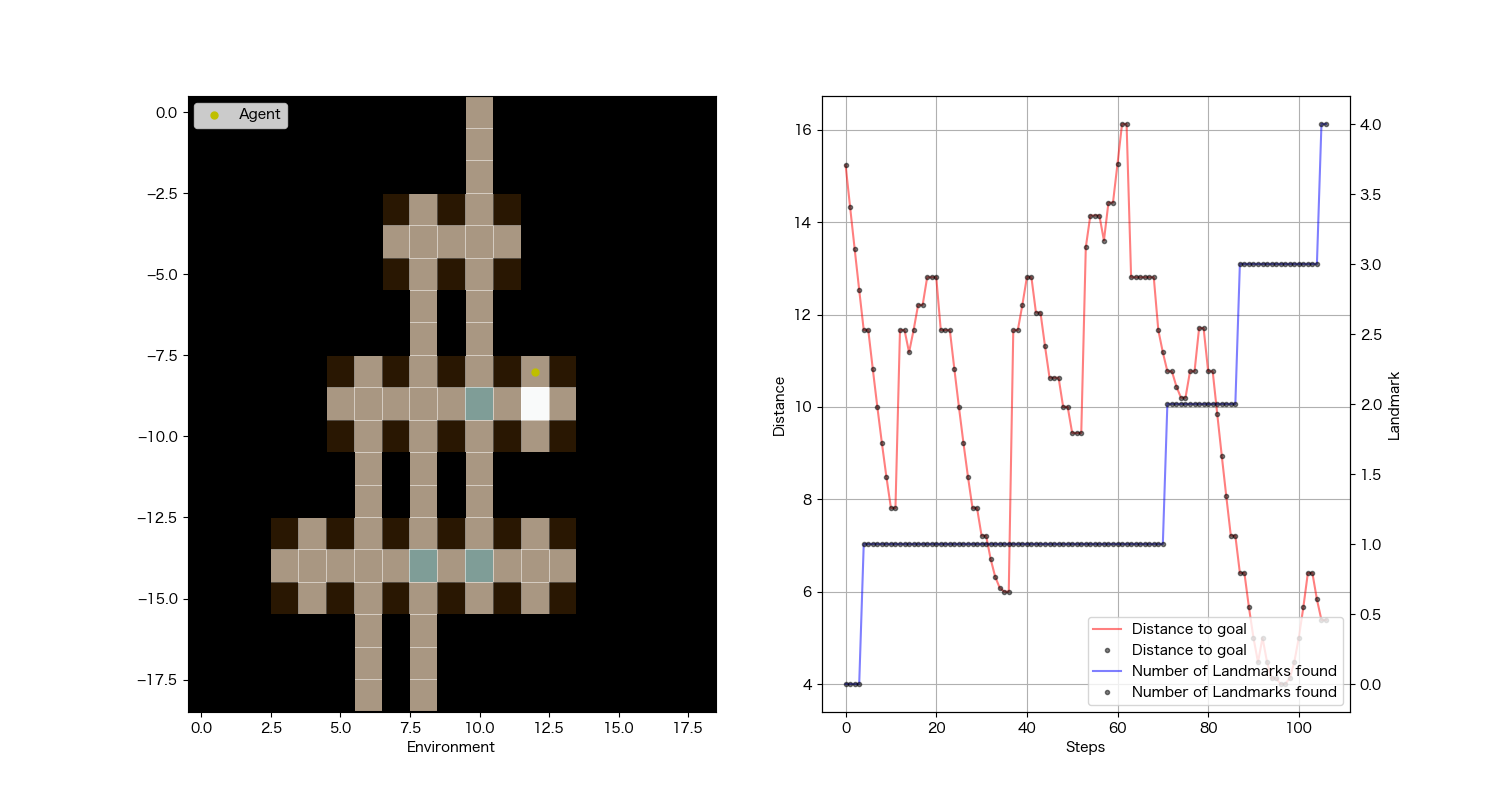 Agent
0.0
−2.5
−5.0
−7.5
−10.0
−12.5
−15.0
−17.5
0.0 2.5 5.0 7.5 10.0 12.5 15.0 17.5
Environment
Distance
16
14
12
10
8
6
4
0 20 40 60 80 100
Steps
4.0
3.5
3.0
2.5
2.0
1.5
1.0
0.5
0.0
Landmark
Distance to goal
Distance to goal
Number of Landmarks found
Number of Landmarks found